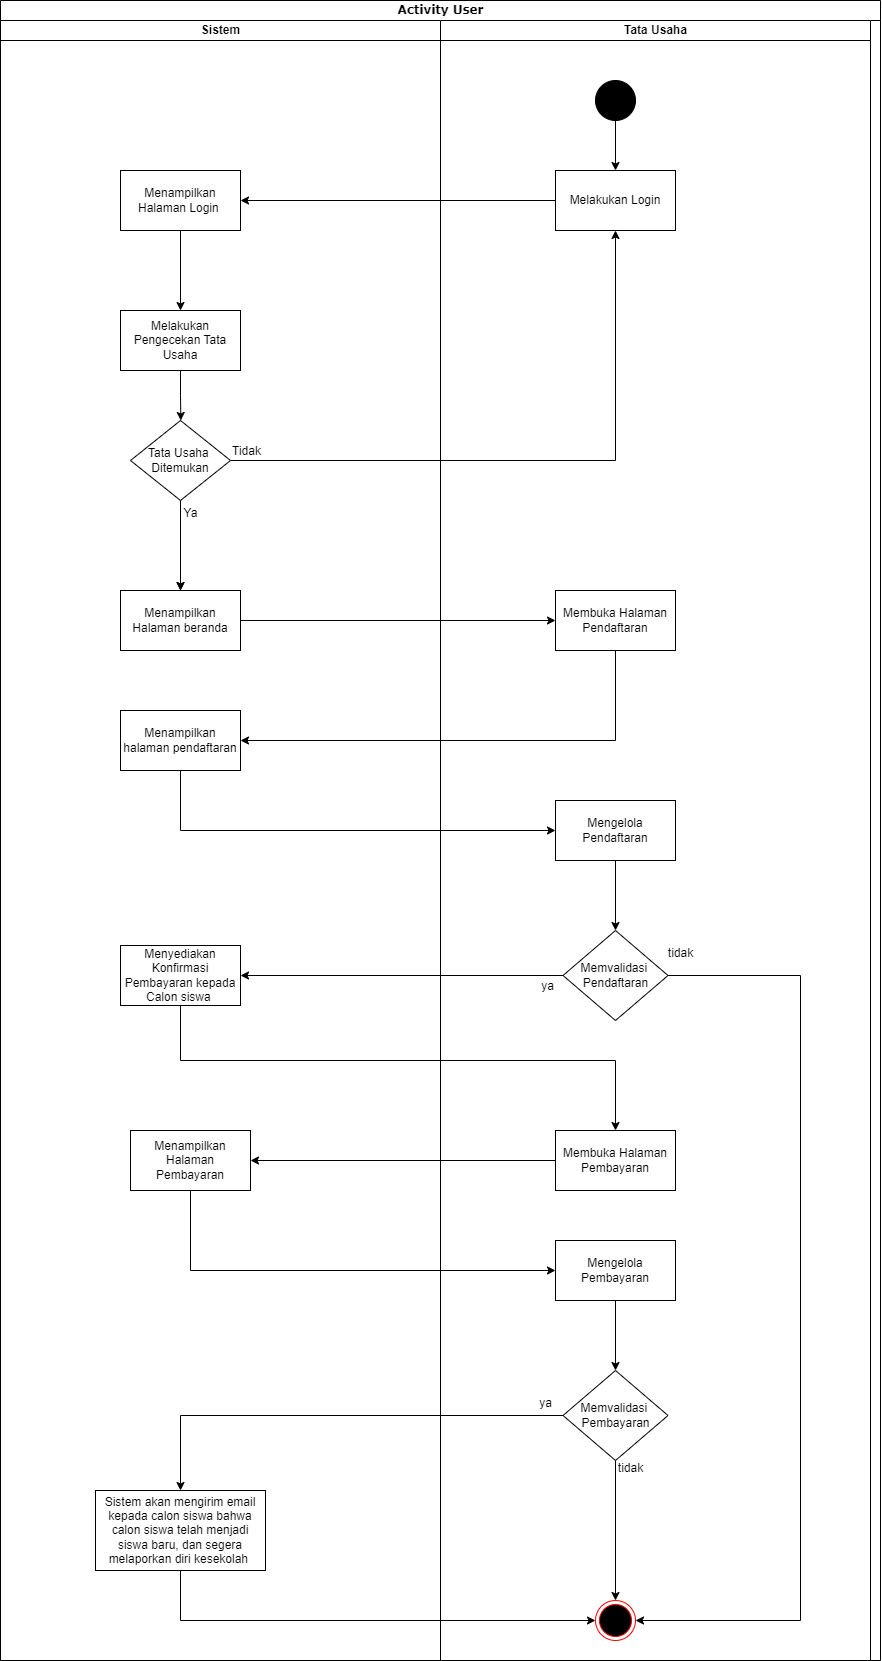 Activity User
Sistem
Tata Usaha
Menampilkan
Halaman Login
Melakukan Login
Melakukan
Pengecekan Tata
Usaha
Tata Usaha
Ditemukan
Tidak
Ya
Menampilkan
Halaman beranda
Membuka Halaman
Pendaftaran
Menampilkan
halaman pendaftaran
Mengelola
Pendaftaran
Memvalidasi
Pendaftaran
tidak
ya
Menyediakan
Konfirmasi
Pembayaran kepada
Calon siswa
Membuka Halaman
Pembayaran
Menampilkan
Halaman
Pembayaran
Mengelola
Pembayaran
Memvalidasi
Pembayaran
ya
tidak
Sistem akan mengirim email
kepada calon siswa bahwa
calon siswa telah menjadi
siswa baru, dan segera
melaporkan diri kesekolah